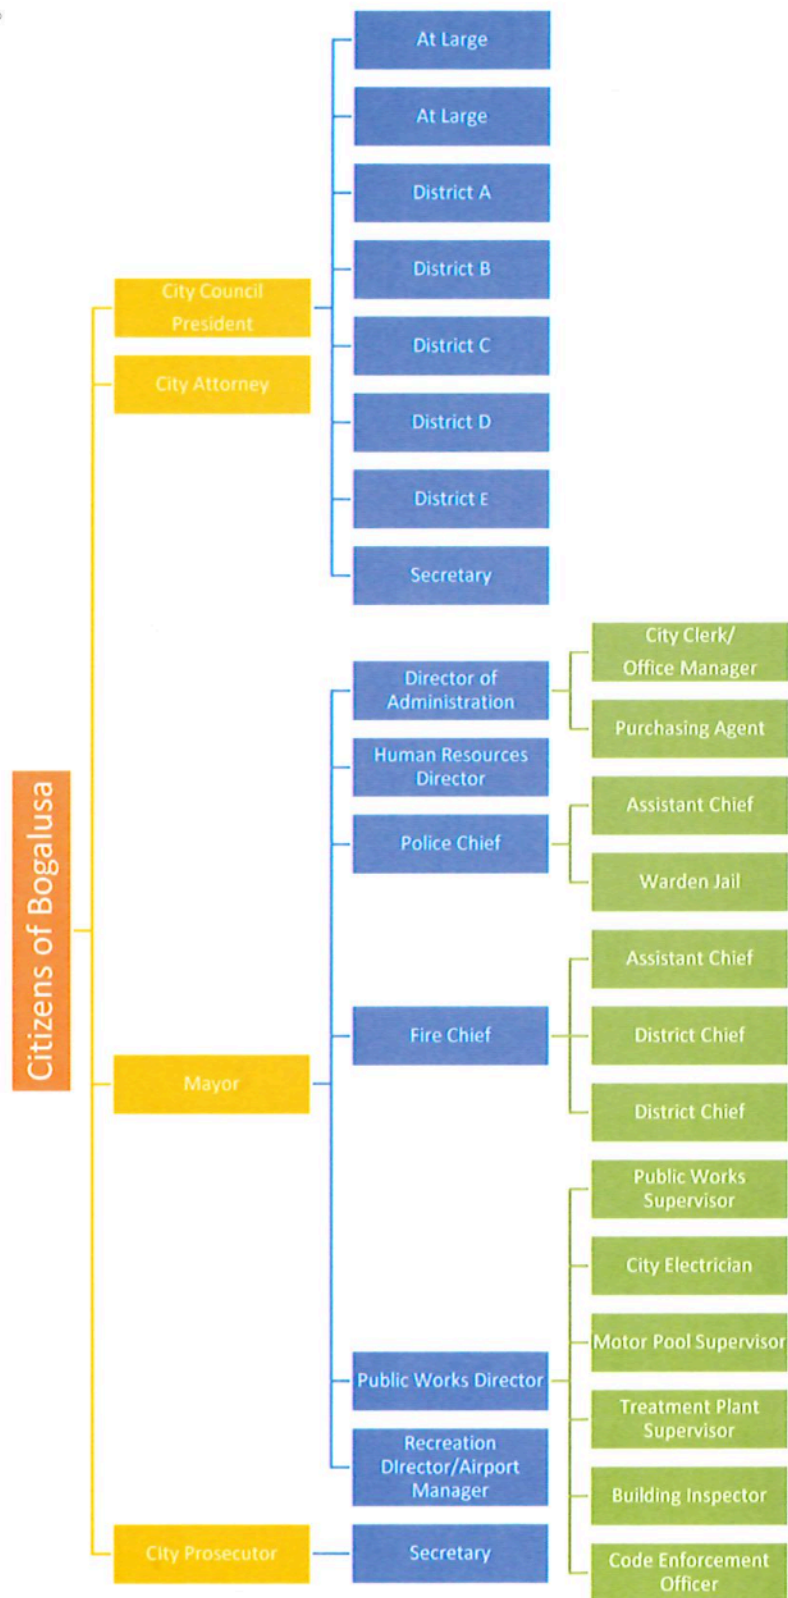 At Large
At Large
District A
District B
City Council
President
District C
City Attorney
District D
District E
Secretary
City Clerk/
Office Manager
Director of
Administration
Purchasing Agent
Human Resources
Director
Assistant Chief
Police Chief
Warden Jail
Citizens of Bogalusa
Assistant Chief
Fire Chief
District Chief
Mayor
District Chief
Public Works
Supervisor
City Electrician
Motor Pool Supervisor
Public Works Director
Treatment Plant
Supervisor
Recreation
DIrector/Airport
Manager
Building Inspector
City Prosecutor
Secretary
Code Enforcement
Officer